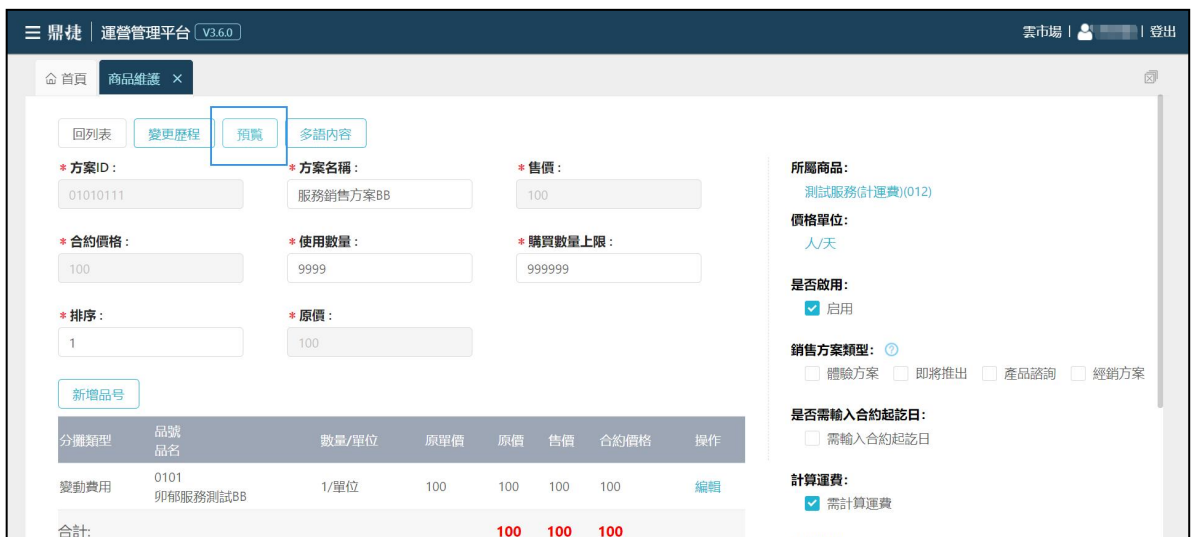 鼎捷 運營管理平台 V3.6.0 雲市場 | | 登出
首頁 商品維護 ×
回列表 變更歷程 預覽 多語內容
* 方案ID : * 方案名稱 : * 售價 : 所屬商品:
01010111 服務銷售方案BB 100 測試服務(計運費)(012)
價格單位:
* 合約價格 : * 使用數量 : * 購買數量上限 : 人/天
100 9999 999999
是否啟用:
* 排序 : * 原價 : 启用
1 100
銷售方案類型: ?
體驗方案 即將推出 產品諮詢 經銷方案
新增品号
是否需輸入合約起訖日:
分攤類型 品號 數量/單位 原單價 原價 售價 合約價格 操作 需輸入合約起訖日
品名
計算運費:
變動費用 0101 1/單位 100 100 100 100 編輯
卯郁服務測試BB 需計算運費
合計: 100 100 100